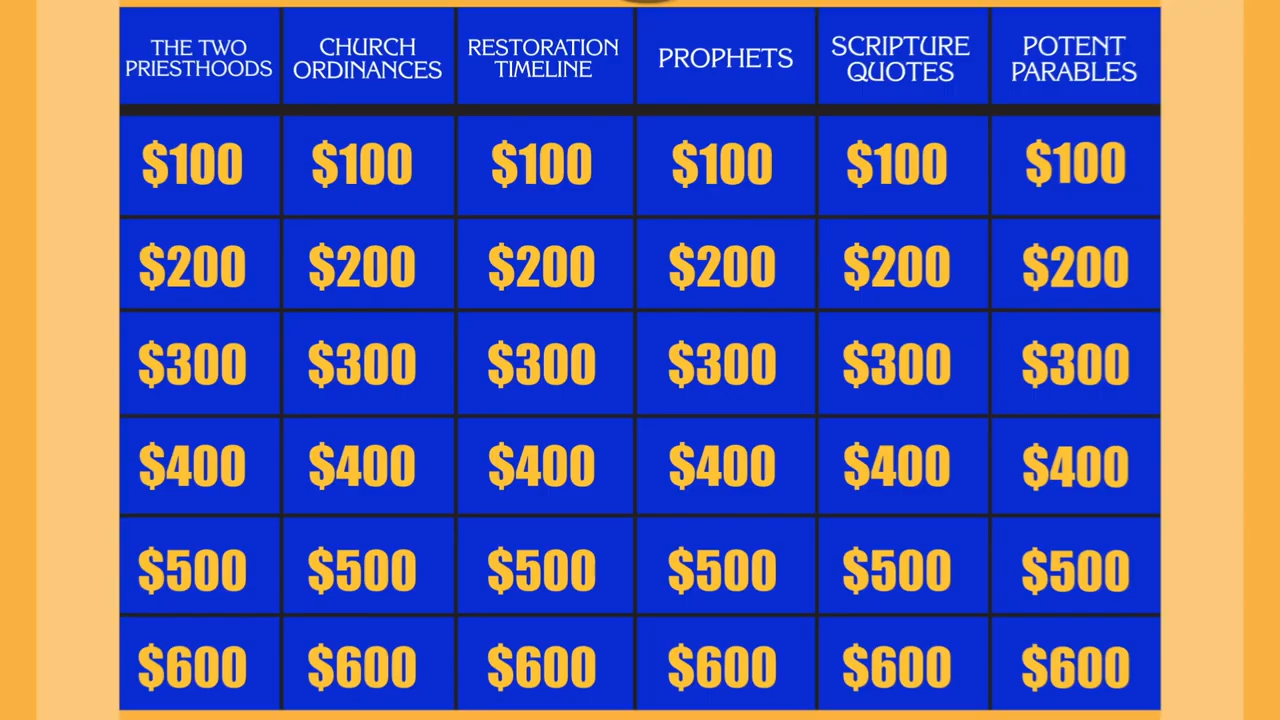 THE TWO
PRIESTHOODS
CHURCH
ORDINANCES
RESTORATION
TIMELINE
PROPHETS
SCRIPTURE
QUOTES
POTENT
PARABLES
$100 $100 $100 $100 $100 $100
$200 $200 $200 $200 $200 $200
$300 $300 $300 $300 $300 $300
$400 $400 $400 $400 $400 $400
$500 $500 $500 $500 $500 $500
$600 $600 $600 $600 $600 $600